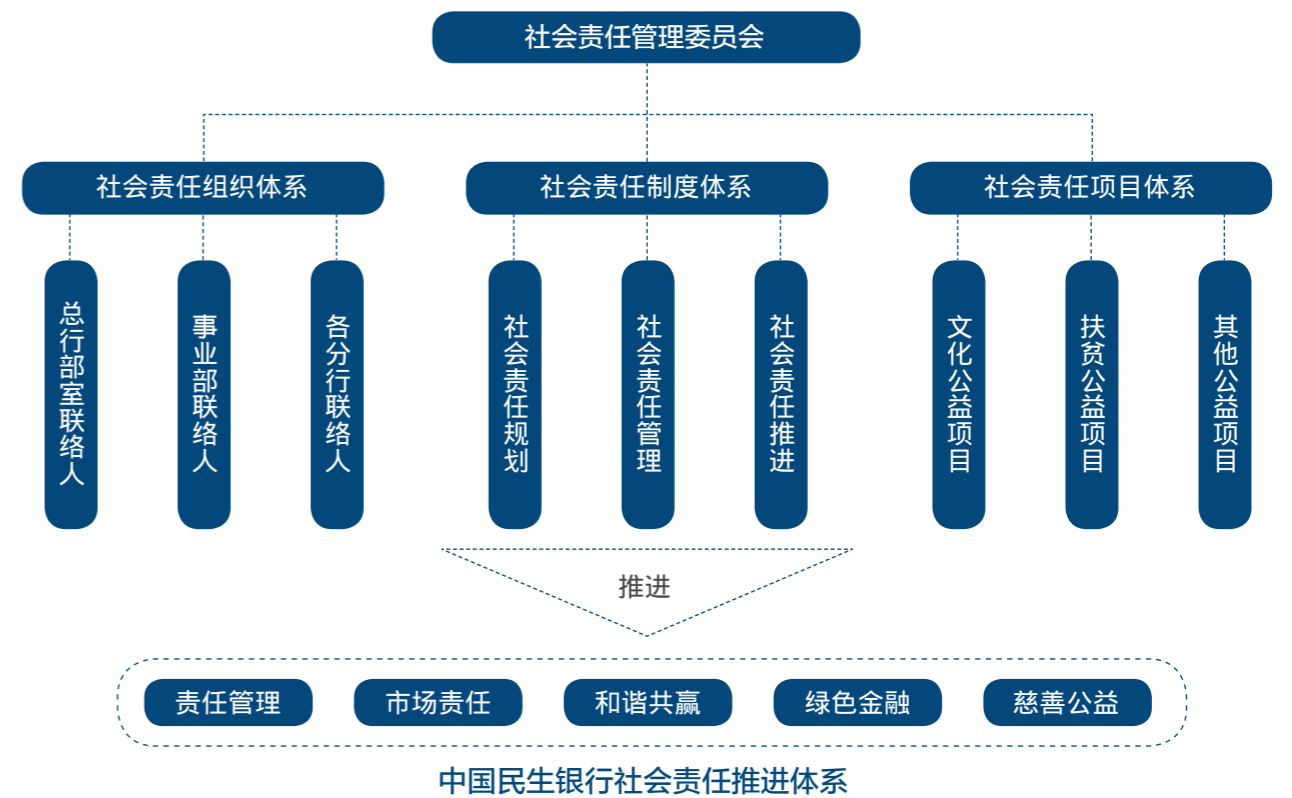 社会责任管理委员会
社会责任组织体系
社会责任制度体系
社会责任项目体系
总行部室联络人
事业部联络人
各分行联络人
社会责任规划
社会责任管理
社会责任推进
文化公益项目
扶贫公益项目
其他公益项目
推进
责任管理
市场责任
和谐共赢
绿色金融
慈善公益
中国民生银行社会责任推进体系